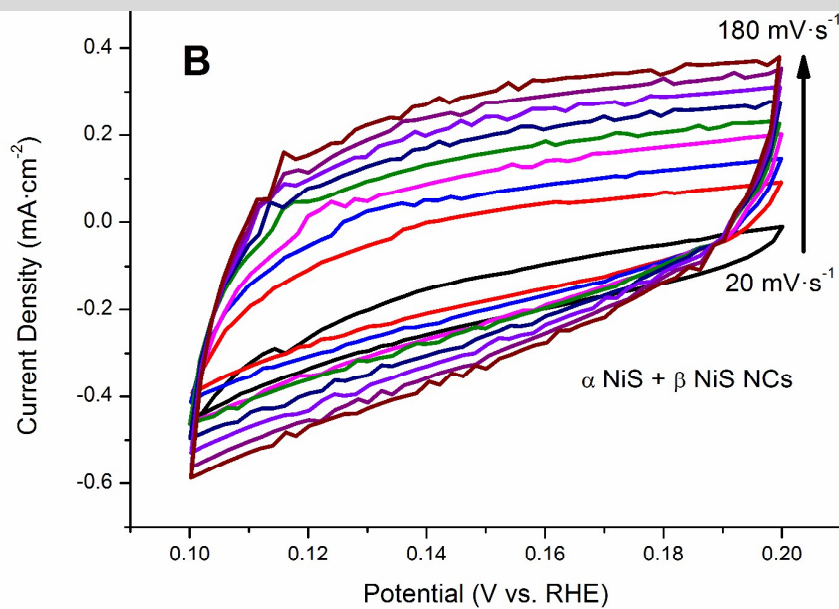 B
180 mV·s⁻¹
0.4
0.2
0.0
-0.2
-0.4
-0.6
Current Density (mA·cm⁻²)
20 mV·s⁻¹
α NiS + β NiS NCs
0.10 0.12 0.14 0.16 0.18 0.20
Potential (V vs. RHE)